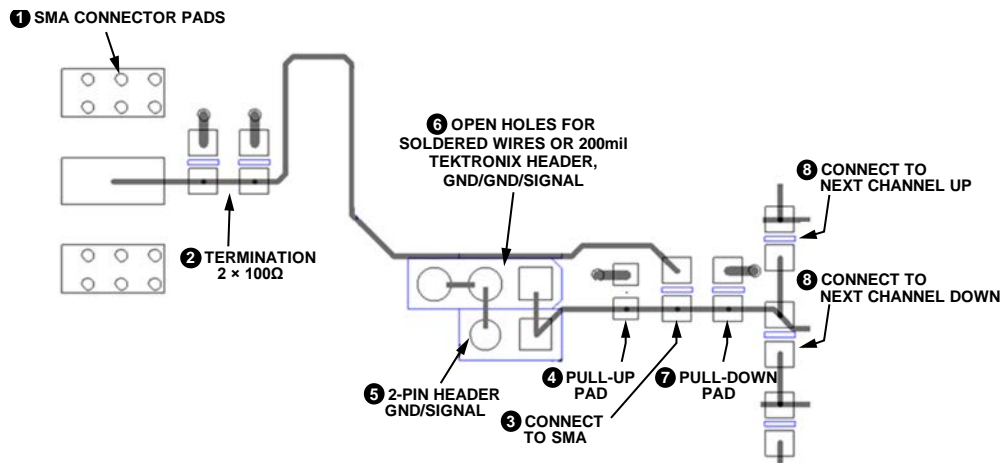 1 SMA CONNECTOR PADS
6 OPEN HOLES FOR
SOLDERED WIRES OR 200mil
TEKTRONIX HEADER,
GND/GND/SIGNAL
8 CONNECT TO
NEXT CHANNEL UP
2 TERMINATION
2 × 100Ω
8 CONNECT TO
NEXT CHANNEL DOWN
5 2-PIN HEADER
GND/SIGNAL
4 PULL-UP
PAD
7 PULL-DOWN
PAD
3 CONNECT
TO SMA